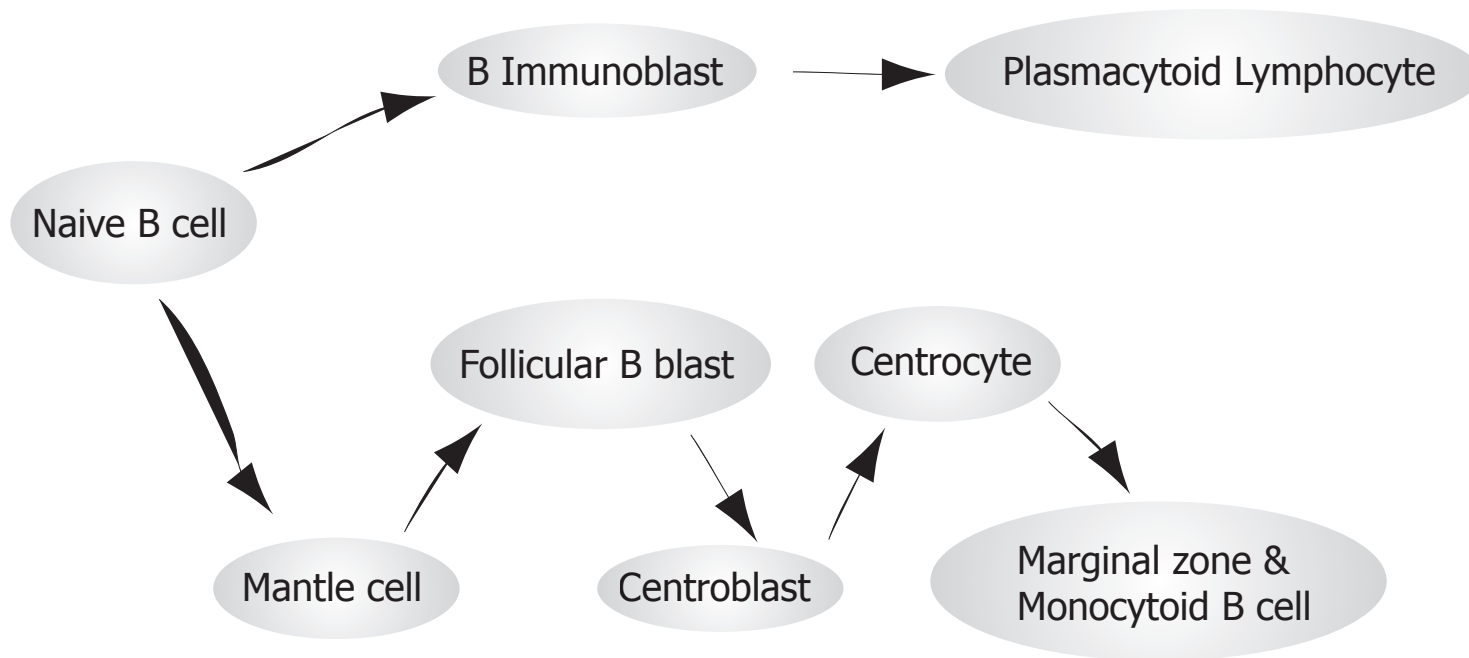 B Immunoblast
Plasmacytoid Lymphocyte
Naive B cell
Follicular B blast
Centrocyte
Mantle cell
Centroblast
Marginal zone &
Monocytoid B cell